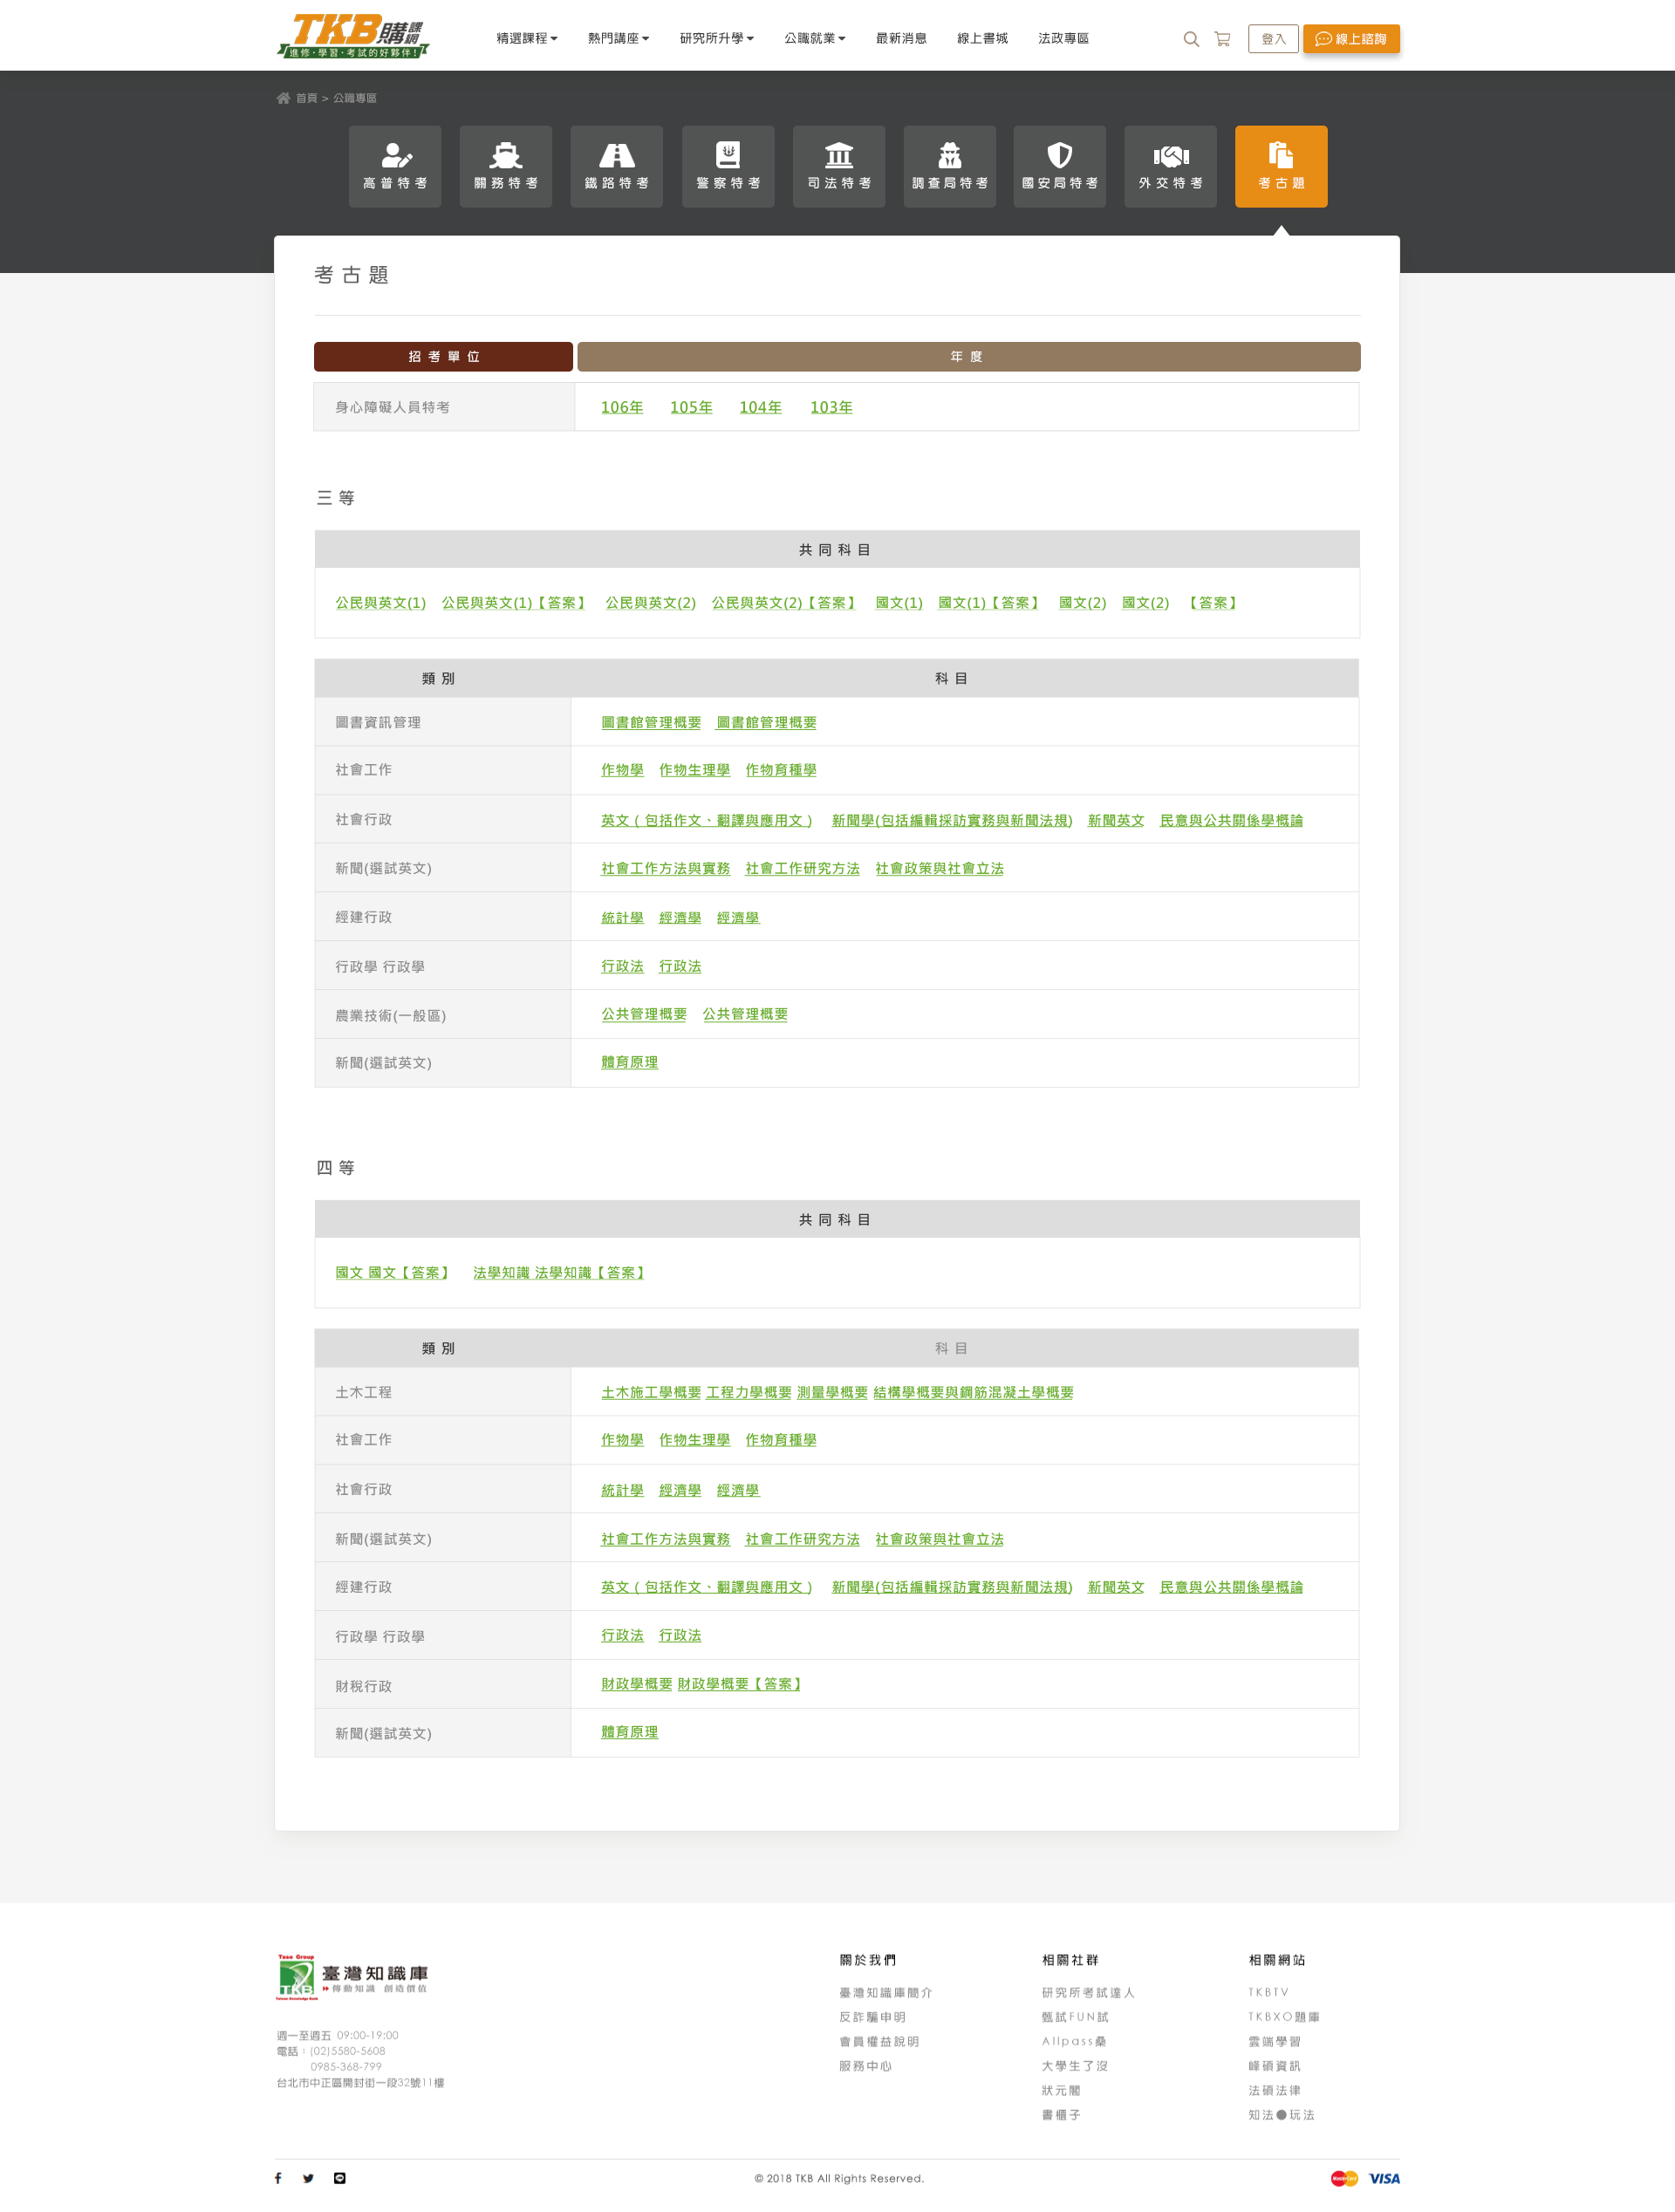 TKB購課網
進修‧學習‧考試的好夥伴!
精選課程 熱門講座 研究所升學 公職就業 最新消息 線上書城 法政專區 登入 線上諮詢
首頁 > 公職專區
高普特考 關務特考 鐵路特考 警察特考 司法特考 調查局特考 國安局特考 外交特考 考古題
考古題
招考單位 年度
身心障礙人員特考 106年 105年 104年 103年
三等
共同科目
公民與英文(1) 公民與英文(1)【答案】 公民與英文(2) 公民與英文(2)【答案】 國文(1) 國文(1)【答案】 國文(2) 國文(2) 【答案】
類別 科目
圖書資訊管理 圖書館管理概要 圖書館管理概要
社會工作 作物學 作物生理學 作物育種學
社會行政 英文 ( 包括作文、翻譯與應用文 ) 新聞學(包括編輯採訪實務與新聞法規) 新聞英文 民意與公共關係學概論
新聞(選試英文) 社會工作方法與實務 社會工作研究方法 社會政策與社會立法
經建行政 統計學 經濟學 經濟學
行政學 行政學 行政法 行政法
農業技術(一般區) 公共管理概要 公共管理概要
新聞(選試英文) 體育原理
四等
共同科目
國文 國文【答案】 法學知識 法學知識【答案】
類別 科目
土木工程 土木施工學概要 工程力學概要 測量學概要 結構學概要與鋼筋混凝土學概要
社會工作 作物學 作物生理學 作物育種學
社會行政 統計學 經濟學 經濟學
新聞(選試英文) 社會工作方法與實務 社會工作研究方法 社會政策與社會立法
經建行政 英文 ( 包括作文、翻譯與應用文 ) 新聞學(包括編輯採訪實務與新聞法規) 新聞英文 民意與公共關係學概論
行政學 行政學 行政法 行政法
財稅行政 財政學概要 財政學概要【答案】
新聞(選試英文) 體育原理
Tkbo Group
TKB
Taiwan Knowledge Bank
臺灣知識庫
傳動知識 創造價值
週一至週五 09:00-19:00
電話:(02)5580-5608
0985-368-799
台北市中正區開封街一段32號11樓
關於我們
臺灣知識庫簡介
反詐騙申明
會員權益說明
服務中心
相關社群
研究所考試達人
甄試FUN試
Allpass桑
大學生了沒
狀元閣
書櫃子
相關網站
TKBTV
TKBXO題庫
雲端學習
峰碩資訊
法碩法律
知法●玩法
© 2018 TKB All Rights Reserved.
MasterCard VISA